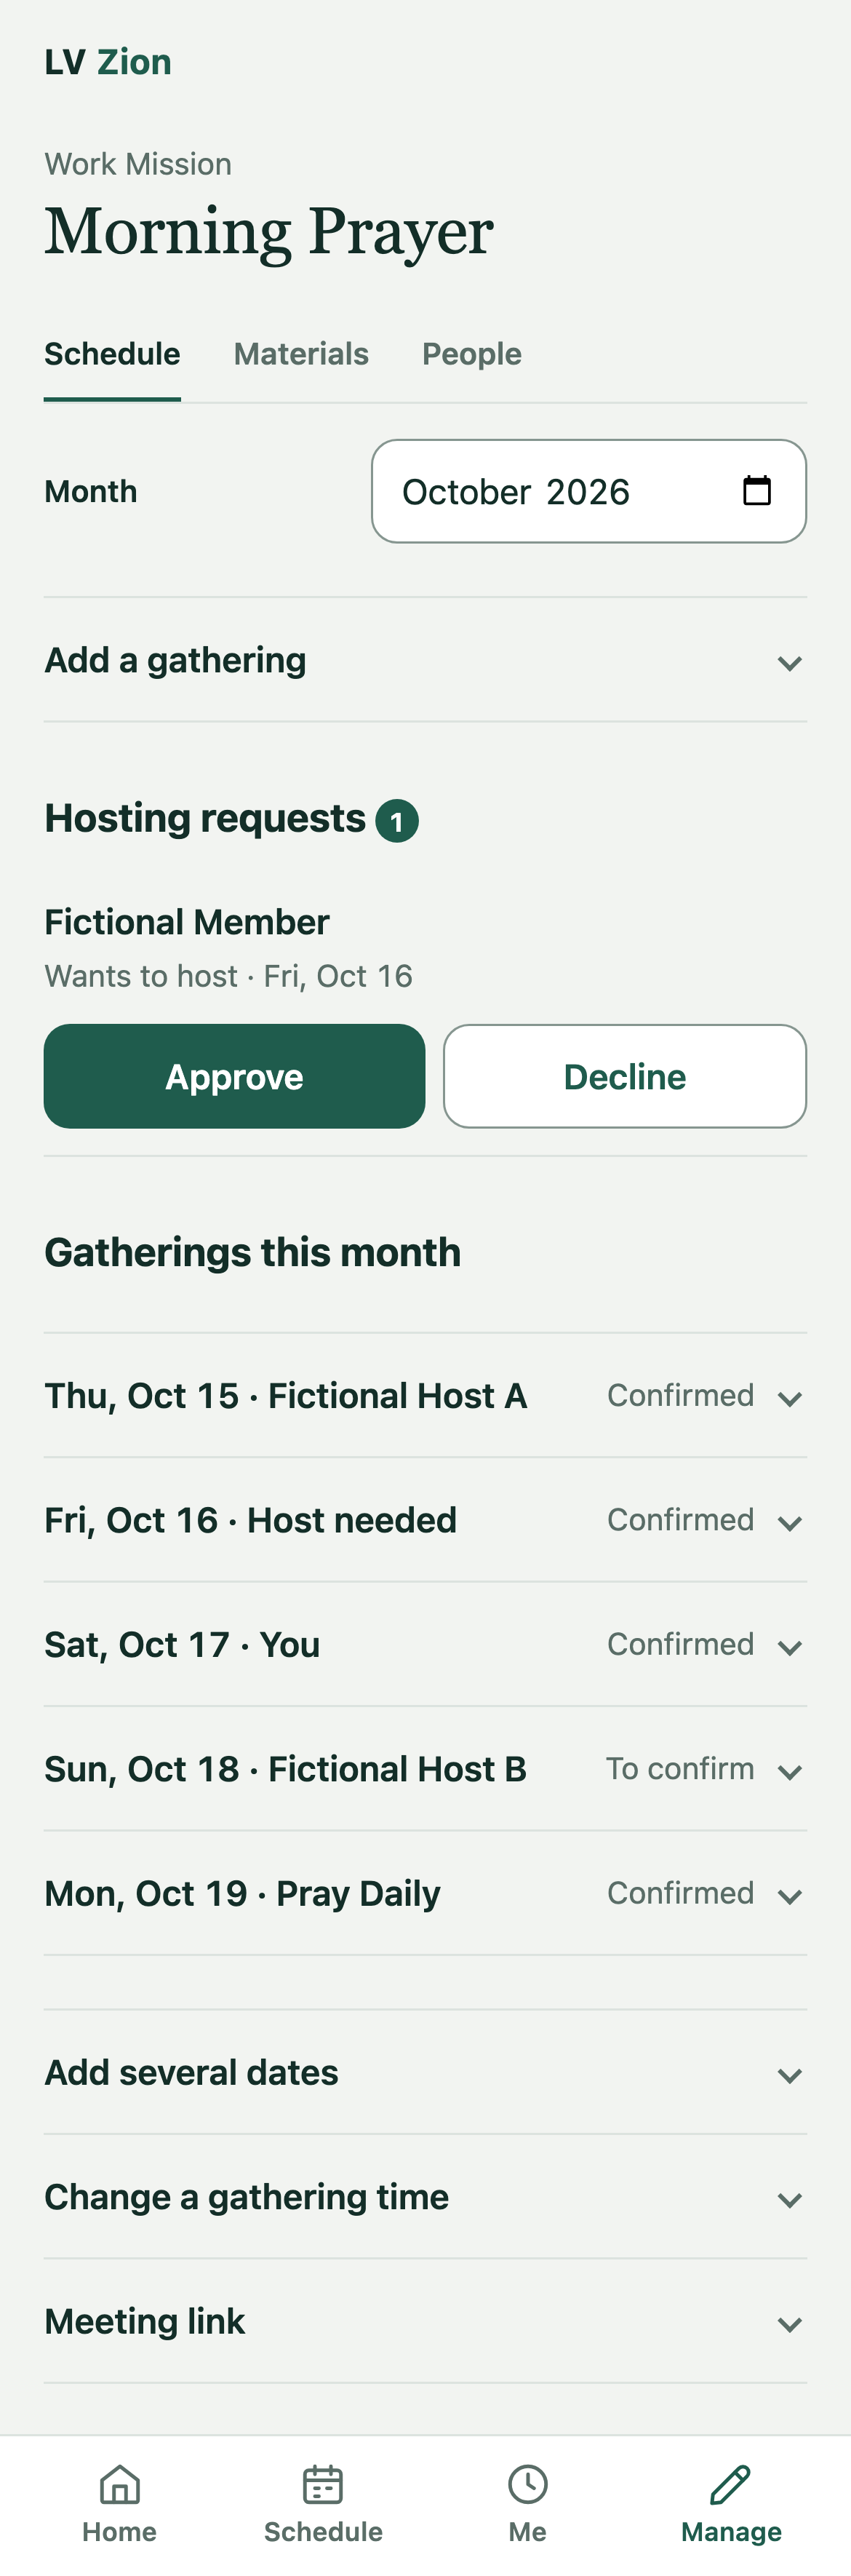 LV Zion
Work Mission
Morning Prayer
Schedule Materials People
Month October 2026
Add a gathering
Hosting requests 1
Fictional Member
Wants to host · Fri, Oct 16
Approve Decline
Gatherings this month
Thu, Oct 15 · Fictional Host A Confirmed
Fri, Oct 16 · Host needed Confirmed
Sat, Oct 17 · You Confirmed
Sun, Oct 18 · Fictional Host B To confirm
Mon, Oct 19 · Pray Daily Confirmed
Add several dates
Change a gathering time
Meeting link
Home Schedule Me Manage